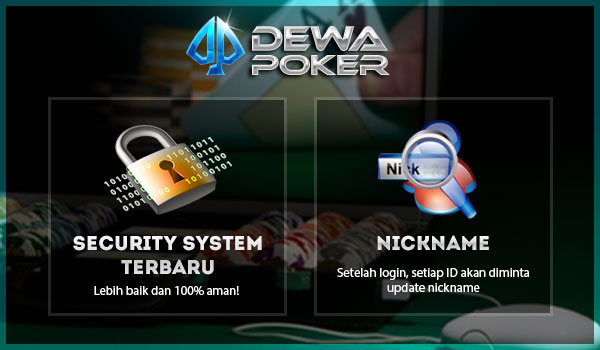 DEWA
POKER
SECURITY SYSTEM
TERBARU
Lebih baik dan 100% aman!
Nick
NICKNAME
Setelah login, setiap ID akan diminta
update nickname